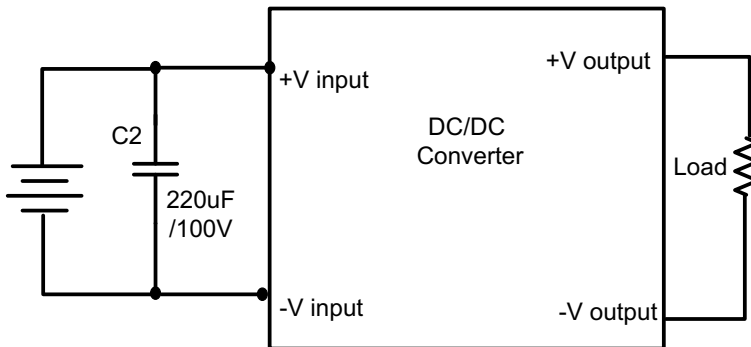 +V input
+V output
C2
DC/DC
Converter
Load
220uF
/100V
-V input
-V output